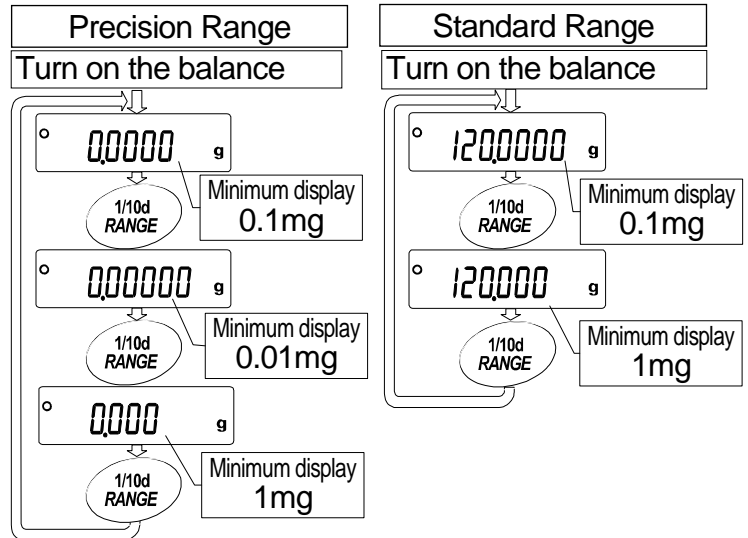 Precision Range
Turn on the balance
0.0000 g
1/10d
RANGE
Minimum display
0.1mg
0.00000 g
1/10d
RANGE
Minimum display
0.01mg
0.000 g
1/10d
RANGE
Minimum display
1mg
Standard Range
Turn on the balance
120.0000 g
1/10d
RANGE
Minimum display
0.1mg
120.000 g
1/10d
RANGE
Minimum display
1mg